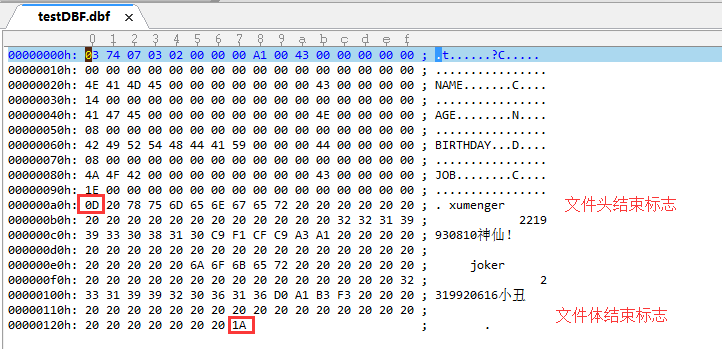 testDBF.dbf ×
0 1 2 3 4 5 6 7 8 9 a b c d e f
00000000h: 03 74 07 03 02 00 00 00 A1 00 43 00 00 00 00 00 ; .t......?C.....
00000010h: 00 00 00 00 00 00 00 00 00 00 00 00 00 00 00 00 ; ................
00000020h: 4E 41 4D 45 00 00 00 00 00 00 00 43 00 00 00 00 ; NAME.......C....
00000030h: 14 00 00 00 00 00 00 00 00 00 00 00 00 00 00 00 ; ................
00000040h: 41 47 45 00 00 00 00 00 00 00 00 4E 00 00 00 00 ; AGE........N....
00000050h: 08 00 00 00 00 00 00 00 00 00 00 00 00 00 00 00 ; ................
00000060h: 42 49 52 54 48 44 41 59 00 00 00 44 00 00 00 00 ; BIRTHDAY...D....
00000070h: 08 00 00 00 00 00 00 00 00 00 00 00 00 00 00 00 ; ................
00000080h: 4A 4F 42 00 00 00 00 00 00 00 00 43 00 00 00 00 ; JOB........C....
00000090h: 1E 00 00 00 00 00 00 00 00 00 00 00 00 00 00 00 ; ................
000000a0h: 0D 20 78 75 6D 65 6E 67 65 72 20 20 20 20 20 20 ; . xumenger
文件头结束标志
000000b0h: 20 20 20 20 20 20 20 20 20 20 20 20 32 32 31 39 ; 2219
000000c0h: 39 33 30 38 31 30 C9 F1 CF C9 A3 A1 20 20 20 20 ; 930810神仙！
000000d0h: 20 20 20 20 20 20 20 20 20 20 20 20 20 20 20 20 ;
000000e0h: 20 20 20 20 20 6A 6F 6B 65 72 20 20 20 20 20 20 ; joker
000000f0h: 20 20 20 20 20 20 20 20 20 20 20 20 20 20 20 32 ; 2
00000100h: 33 31 39 39 32 30 36 31 36 D0 A1 B3 F3 20 20 20 ; 319920616小丑
00000110h: 20 20 20 20 20 20 20 20 20 20 20 20 20 20 20 20 ;
文件体结束标志
00000120h: 20 20 20 20 20 20 20 1A ; .